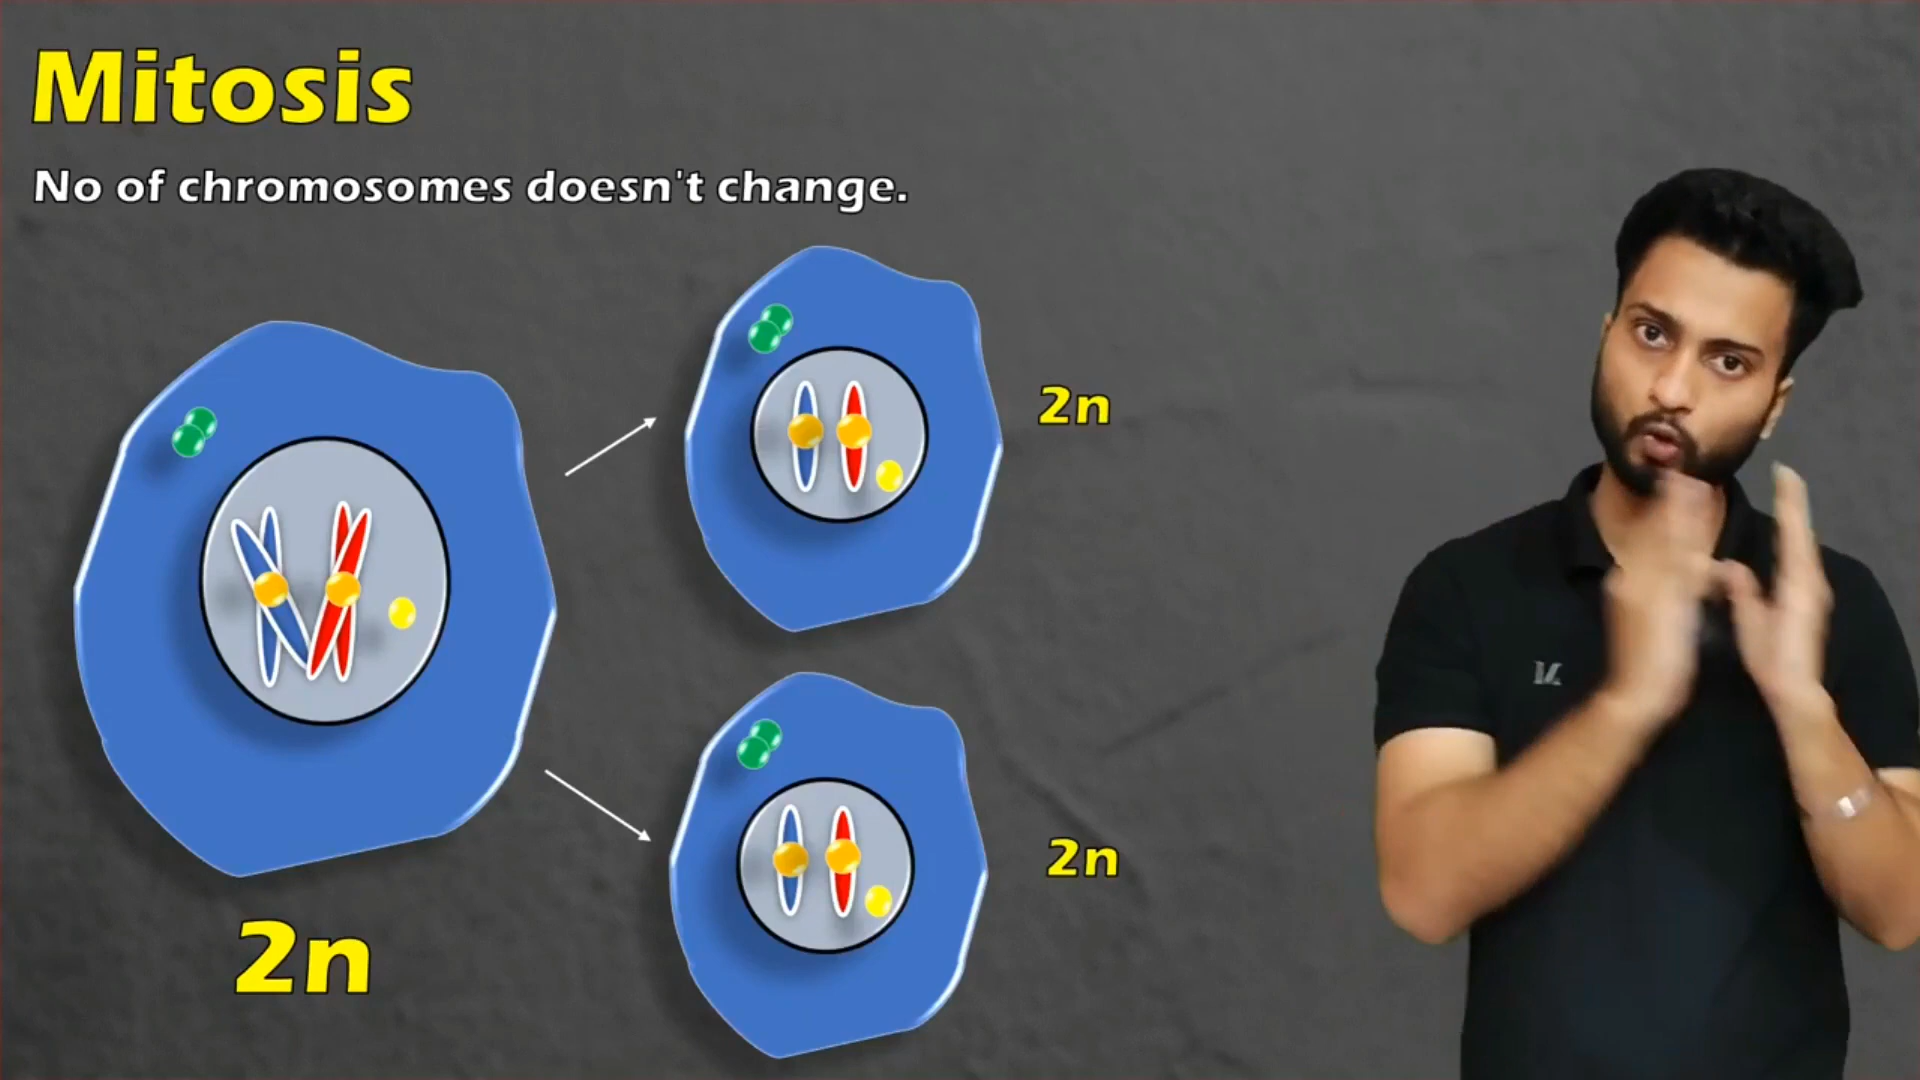 Mitosis
No of chromosomes doesn't change.
2n
2n
2n